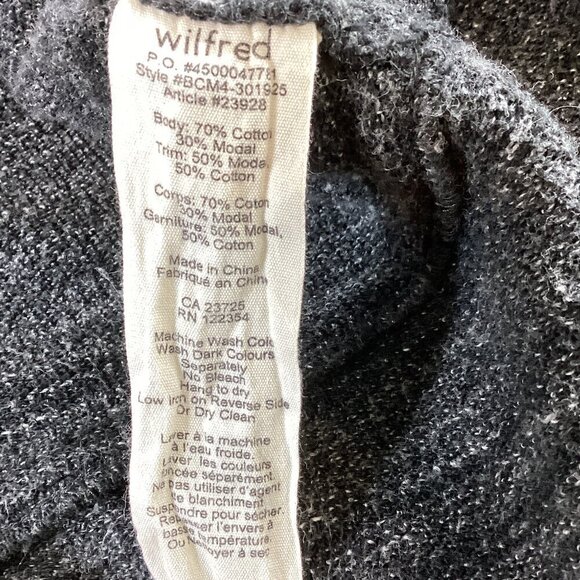 wilfred
P.O. #4500047781
Style #BCM4-301925
Article #23928
Body: 70% Cotto
30% Modal
Trim: 50% Modal
50% Cotton
Corps: 70% Coton
30% Modal
Garniture: 50% Modal,
50% Coton
Made in China
Fabriqué en Chin
CA 23725
RN 122354
Machine Wash Cold
Wash Dark Colours
Separately
No Bleach
Hang to dry
Low Iron on Reverse Side
Or Dry Clean
Laver à la machine
à l'eau froide.
Laver les couleurs
foncée séparément.
Ne pas utiliser d'agent
de blanchiment
Suspendre pour sécher.
Repasser l'envers à
basse température.
Ou Nettoyer à sec